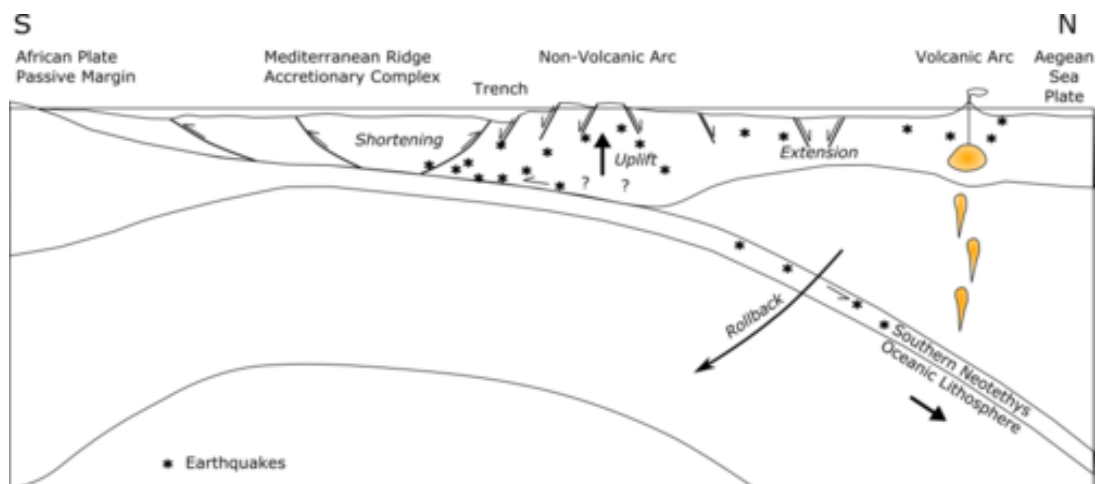 S
N
African Plate
Passive Margin
Mediterranean Ridge
Accretionary Complex
Trench
Non-Volcanic Arc
Volcanic Arc
Aegean
Sea
Plate
Shortening
Uplift
Extension
? ?
Rollback
Southern Neotethys
Oceanic Lithosphere
Earthquakes